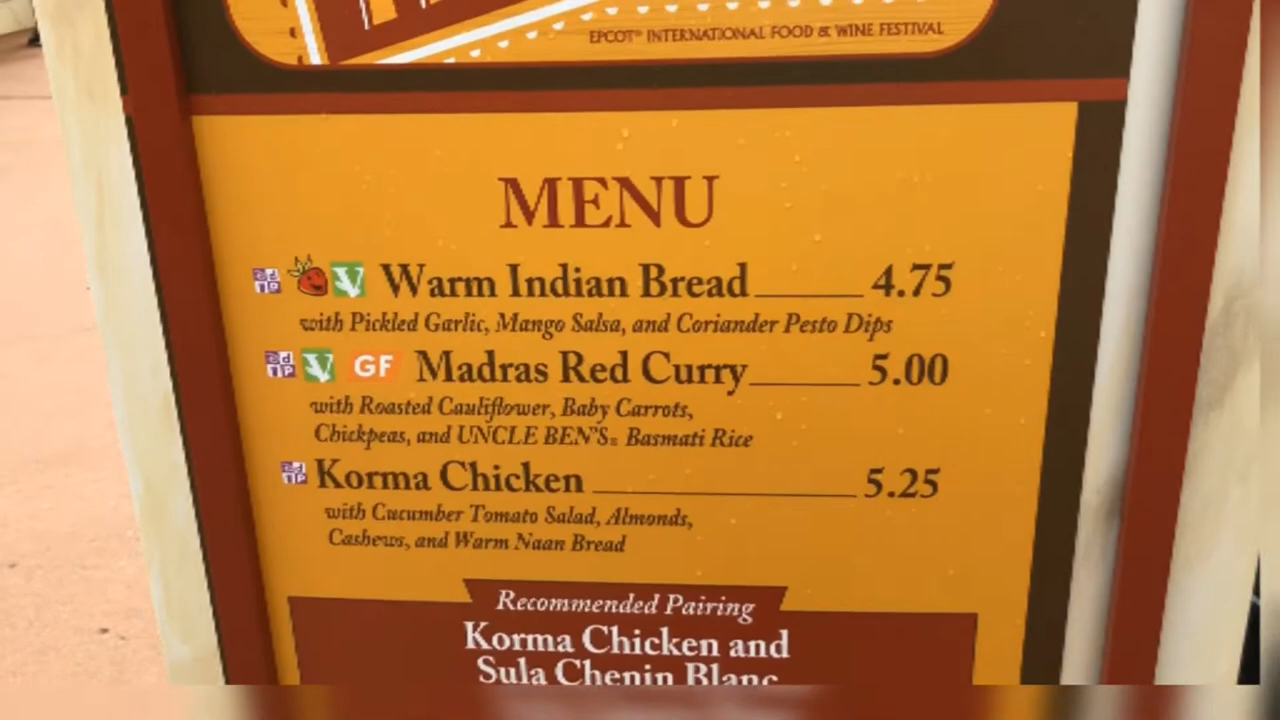 EPCOT® INTERNATIONAL FOOD & WINE FESTIVAL
MENU
V Warm Indian Bread 4.75
with Pickled Garlic, Mango Salsa, and Coriander Pesto Dips
V GF Madras Red Curry 5.00
with Roasted Cauliflower, Baby Carrots,
Chickpeas, and UNCLE BEN'S® Basmati Rice
Korma Chicken 5.25
with Cucumber Tomato Salad, Almonds,
Cashews, and Warm Naan Bread
Recommended Pairing
Korma Chicken and
Sula Chenin Blanc